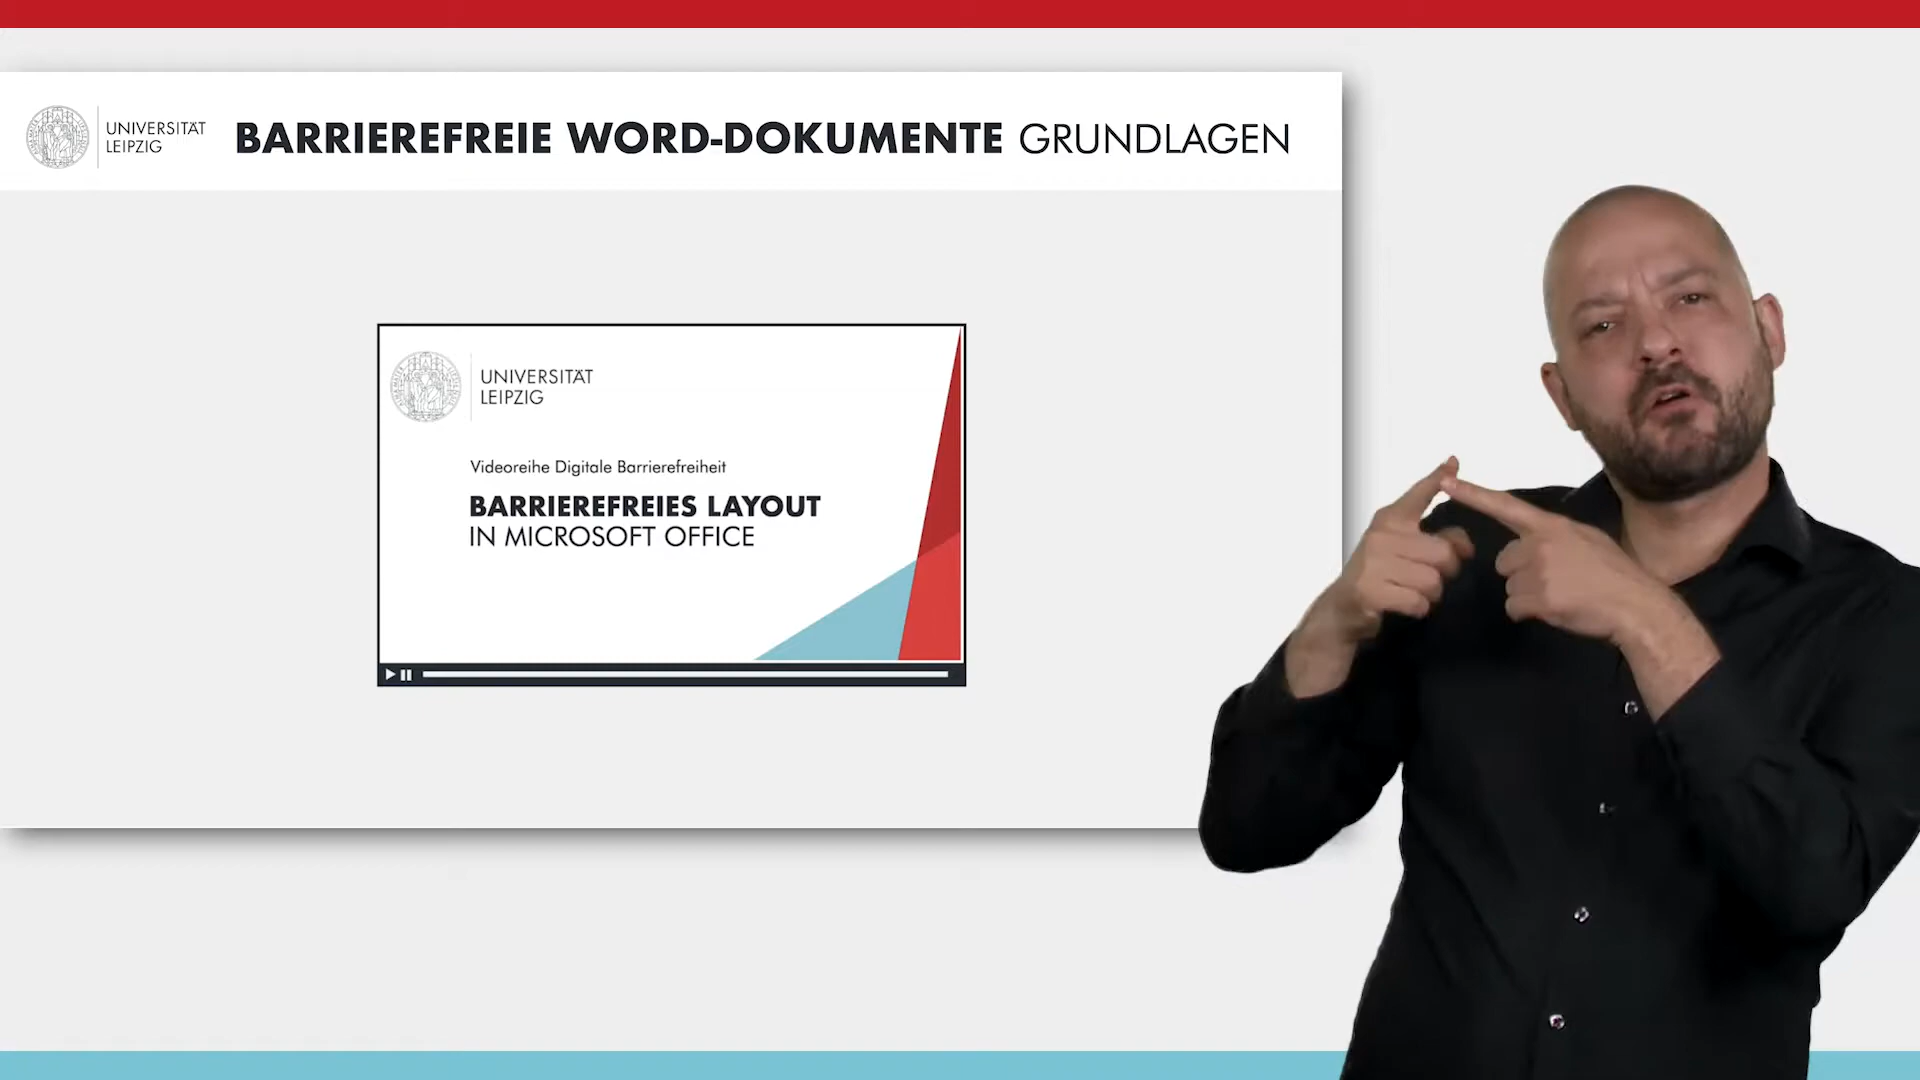 UNIVERSITÄT
LEIPZIG
BARRIEREFREIE WORD-DOKUMENTE GRUNDLAGEN
UNIVERSITÄT
LEIPZIG
Videoreihe Digitale Barrierefreiheit
BARRIEREFREIES LAYOUT
IN MICROSOFT OFFICE